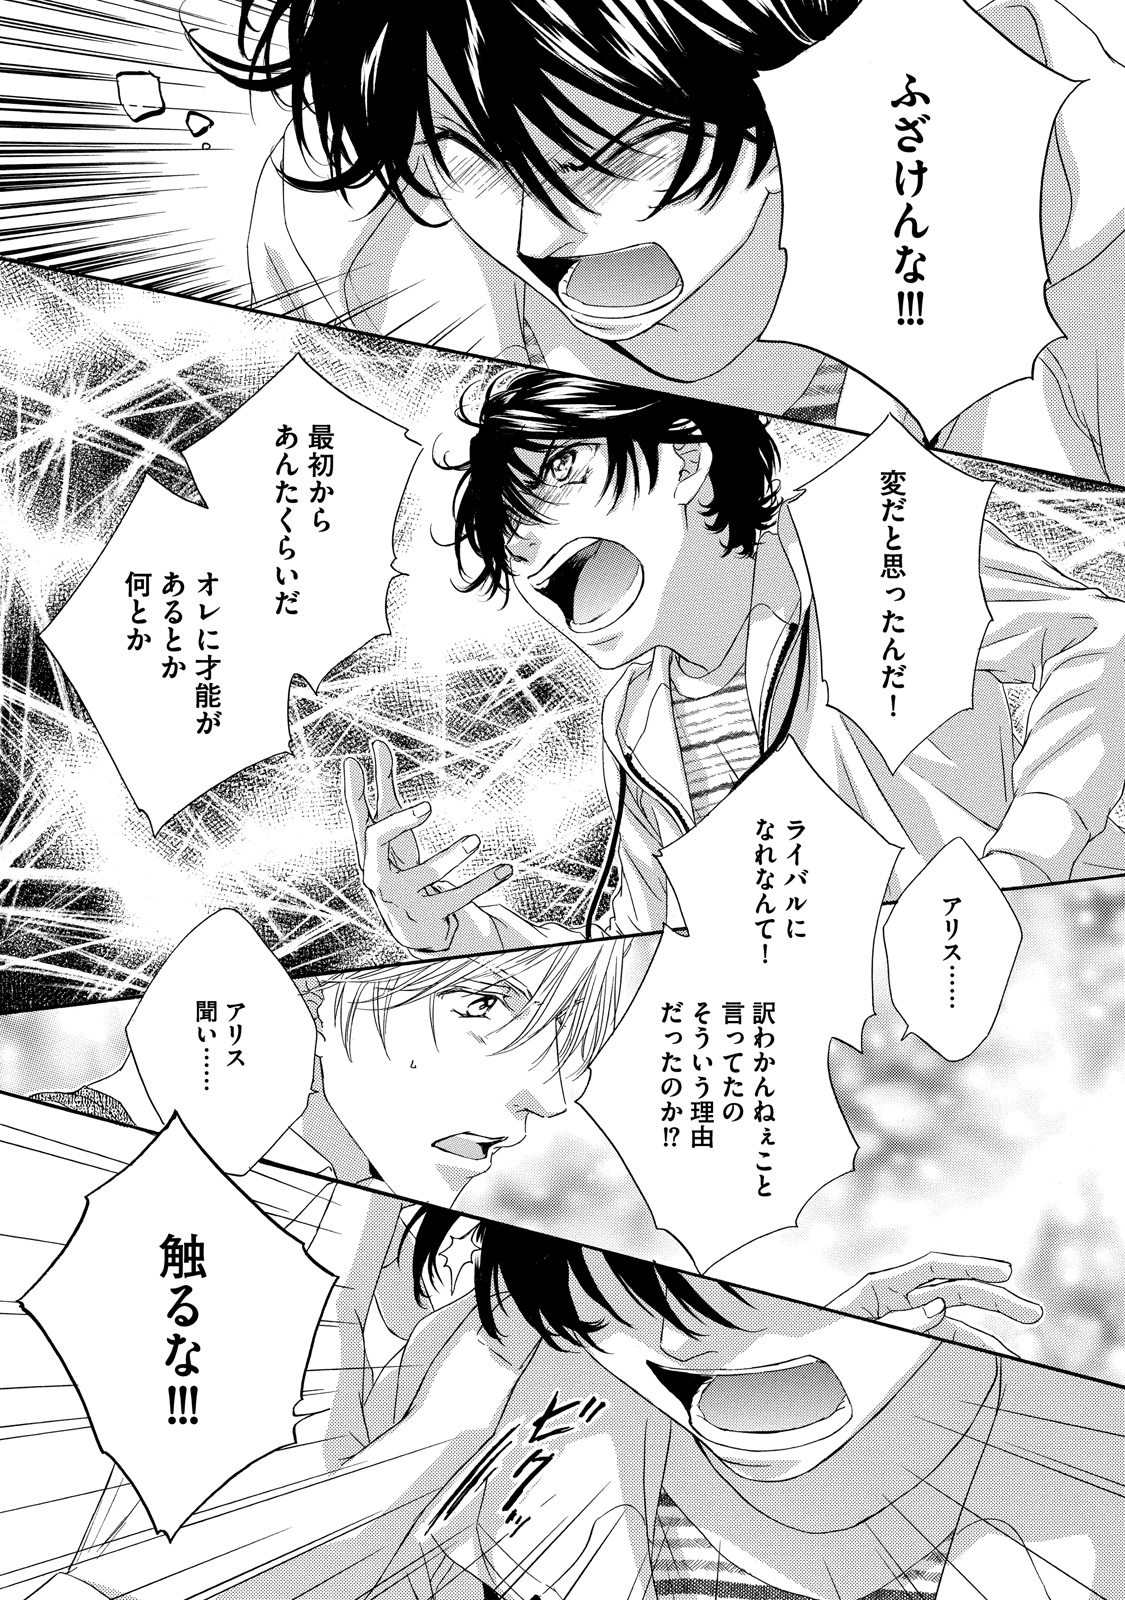 ふざけんな!!!
変だと思ったんだ！
最初から
あんたくらいだ
オレに才能が
あるとか
何とか
ライバルに
なれなんて！
訳わかんねぇこと
言ってたの
そういう理由
だったのか!?
アリス……
アリス
聞い……
触るな!!!
ビクッ